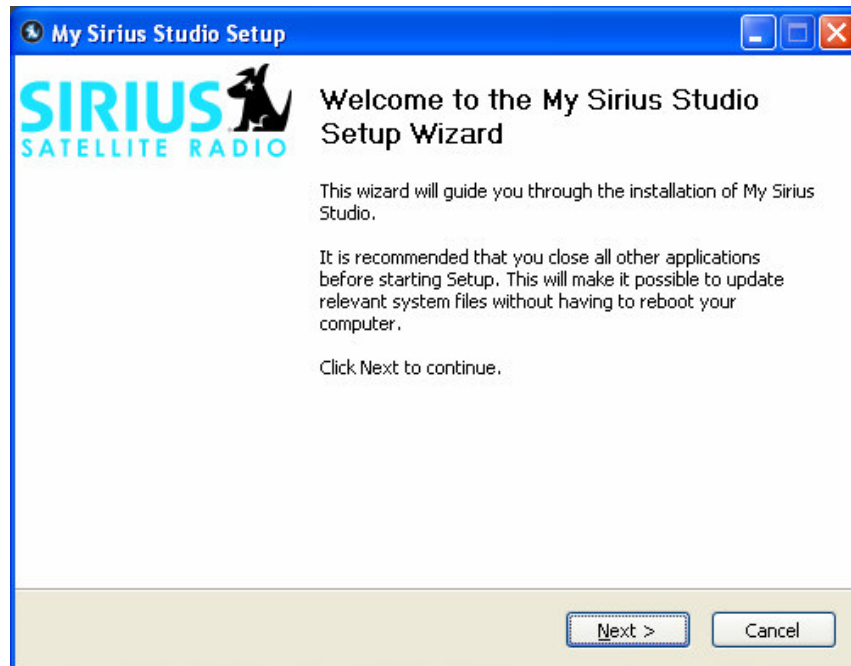 My Sirius Studio Setup
SIRIUS
SATELLITE RADIO
Welcome to the My Sirius Studio
Setup Wizard
This wizard will guide you through the installation of My Sirius
Studio.
It is recommended that you close all other applications
before starting Setup. This will make it possible to update
relevant system files without having to reboot your
computer.
Click Next to continue.
Next >
Cancel